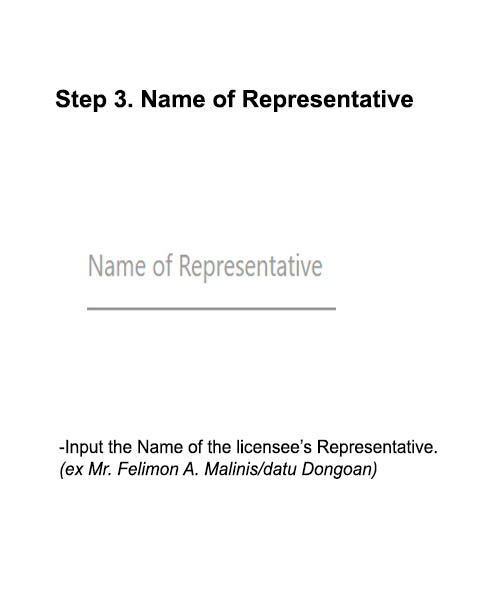 Step 3. Name of Representative
Name of Representative
-Input the Name of the licensee’s Representative.
(ex Mr. Felimon A. Malinis/datu Dongoan)